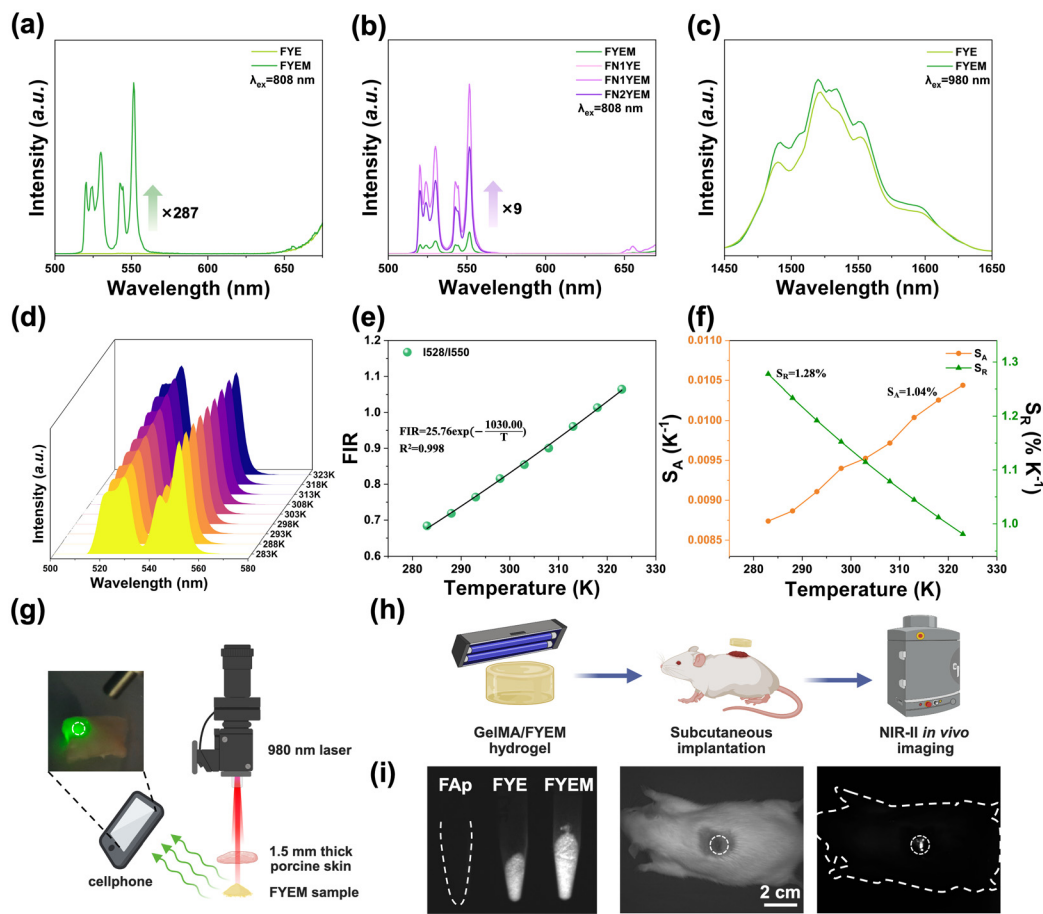 (a)
Intensity (a.u.)
FYE
FYEM
λex=808 nm
×287
500 550 600 650
Wavelength (nm)
(b)
Intensity (a.u.)
FYEM
FN1YE
FN1YEM
FN2YEM
λex=808 nm
×9
500 550 600 650
Wavelength (nm)
(c)
Intensity (a.u.)
FYE
FYEM
λex=980 nm
1450 1500 1550 1600 1650
Wavelength (nm)
(d)
Intensity (a.u.)
323K
318K
313K
308K
303K
298K
293K
288K
283K
500 520 540 560 580
Wavelength (nm)
(e)
FIR
1.2
1.1
1.0
0.9
0.8
0.7
0.6
I528/I550
FIR=25.76exp(−1030.00/T)
R²=0.998
280 290 300 310 320 330
Temperature (K)
(f)
SA (K⁻¹)
0.0110
0.0105
0.0100
0.0095
0.0090
0.0085
SA
SR
SR=1.28%
SA=1.04%
1.3
1.2
1.1
1.0
SR (% K⁻¹)
280 290 300 310 320 330
Temperature (K)
(g)
980 nm laser
1.5 mm thick
porcine skin
cellphone
FYEM sample
(h)
GelMA/FYEM
hydrogel
Subcutaneous
implantation
NIR-II in vivo
imaging
(i)
FAp FYE FYEM
2 cm